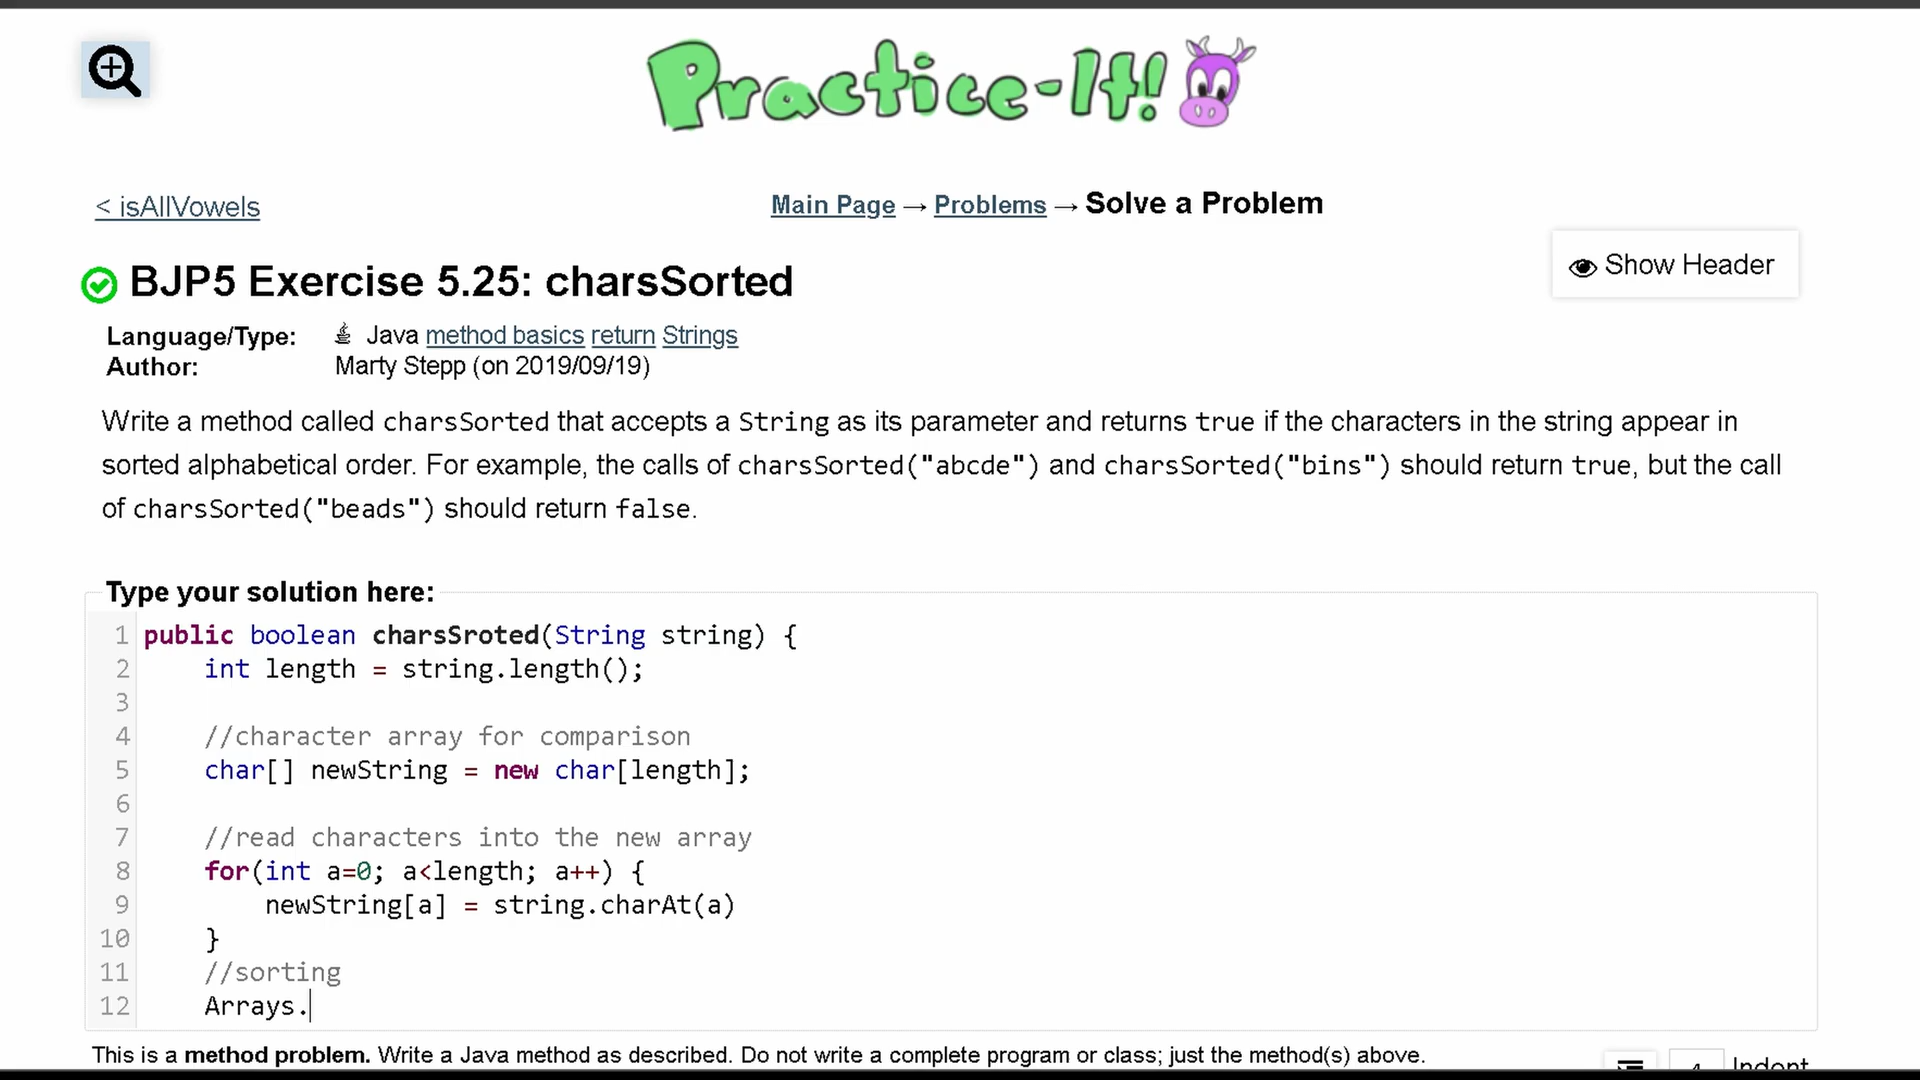 Practice-It!
< isAllVowels
Main Page → Problems → Solve a Problem
Show Header
BJP5 Exercise 5.25: charsSorted
Language/Type: Java method basics return Strings
Author: Marty Stepp (on 2019/09/19)
Write a method called charsSorted that accepts a String as its parameter and returns true if the characters in the string appear in
sorted alphabetical order. For example, the calls of charsSorted("abcde") and charsSorted("bins") should return true, but the call
of charsSorted("beads") should return false.
Type your solution here:
1 public boolean charsSroted(String string) {
2     int length = string.length();
3
4     //character array for comparison
5     char[] newString = new char[length];
6
7     //read characters into the new array
8     for(int a=0; a<length; a++) {
9         newString[a] = string.charAt(a)
10     }
11     //sorting
12     Arrays.
This is a method problem. Write a Java method as described. Do not write a complete program or class; just the method(s) above.
4 Indent